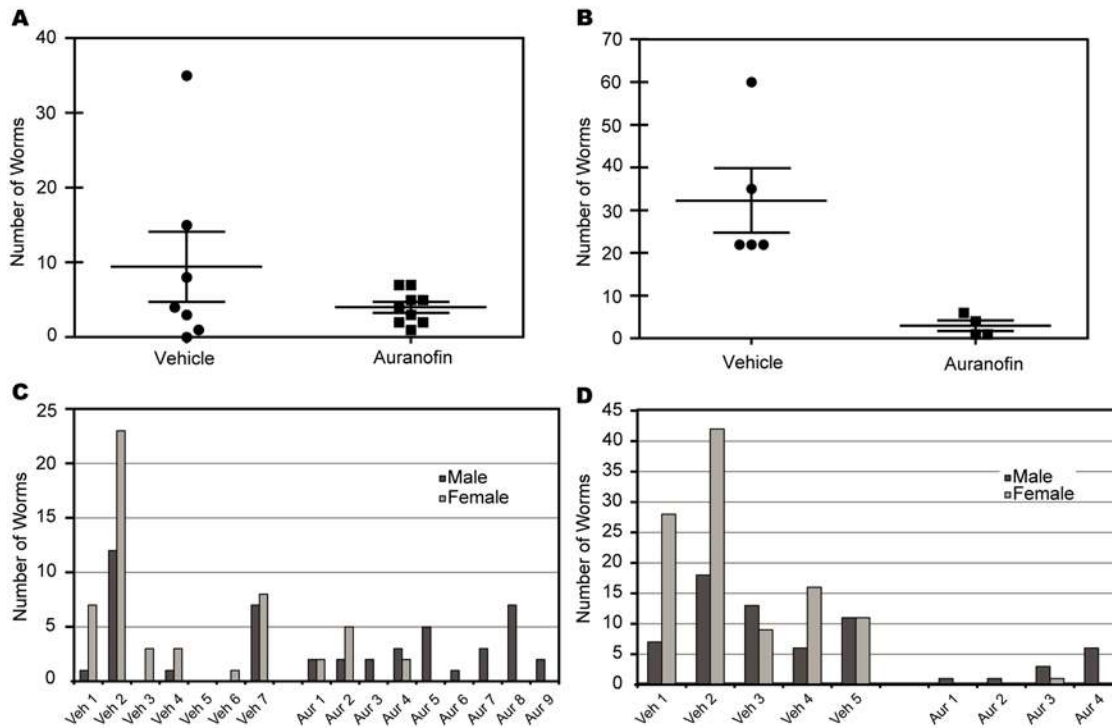 A
Number of Worms
40
30
20
10
0
Vehicle
Auranofin
B
Number of Worms
70
60
50
40
30
20
10
0
Vehicle
Auranofin
C
Number of Worms
25
20
15
10
5
0
Male
Female
Veh 1
Veh 2
Veh 3
Veh 4
Veh 5
Veh 6
Veh 7
Aur 1
Aur 2
Aur 3
Aur 4
Aur 5
Aur 6
Aur 7
Aur 8
Aur 9
D
Number of Worms
45
40
35
30
25
20
15
10
5
0
Male
Female
Veh 1
Veh 2
Veh 3
Veh 4
Veh 5
Aur 1
Aur 2
Aur 3
Aur 4